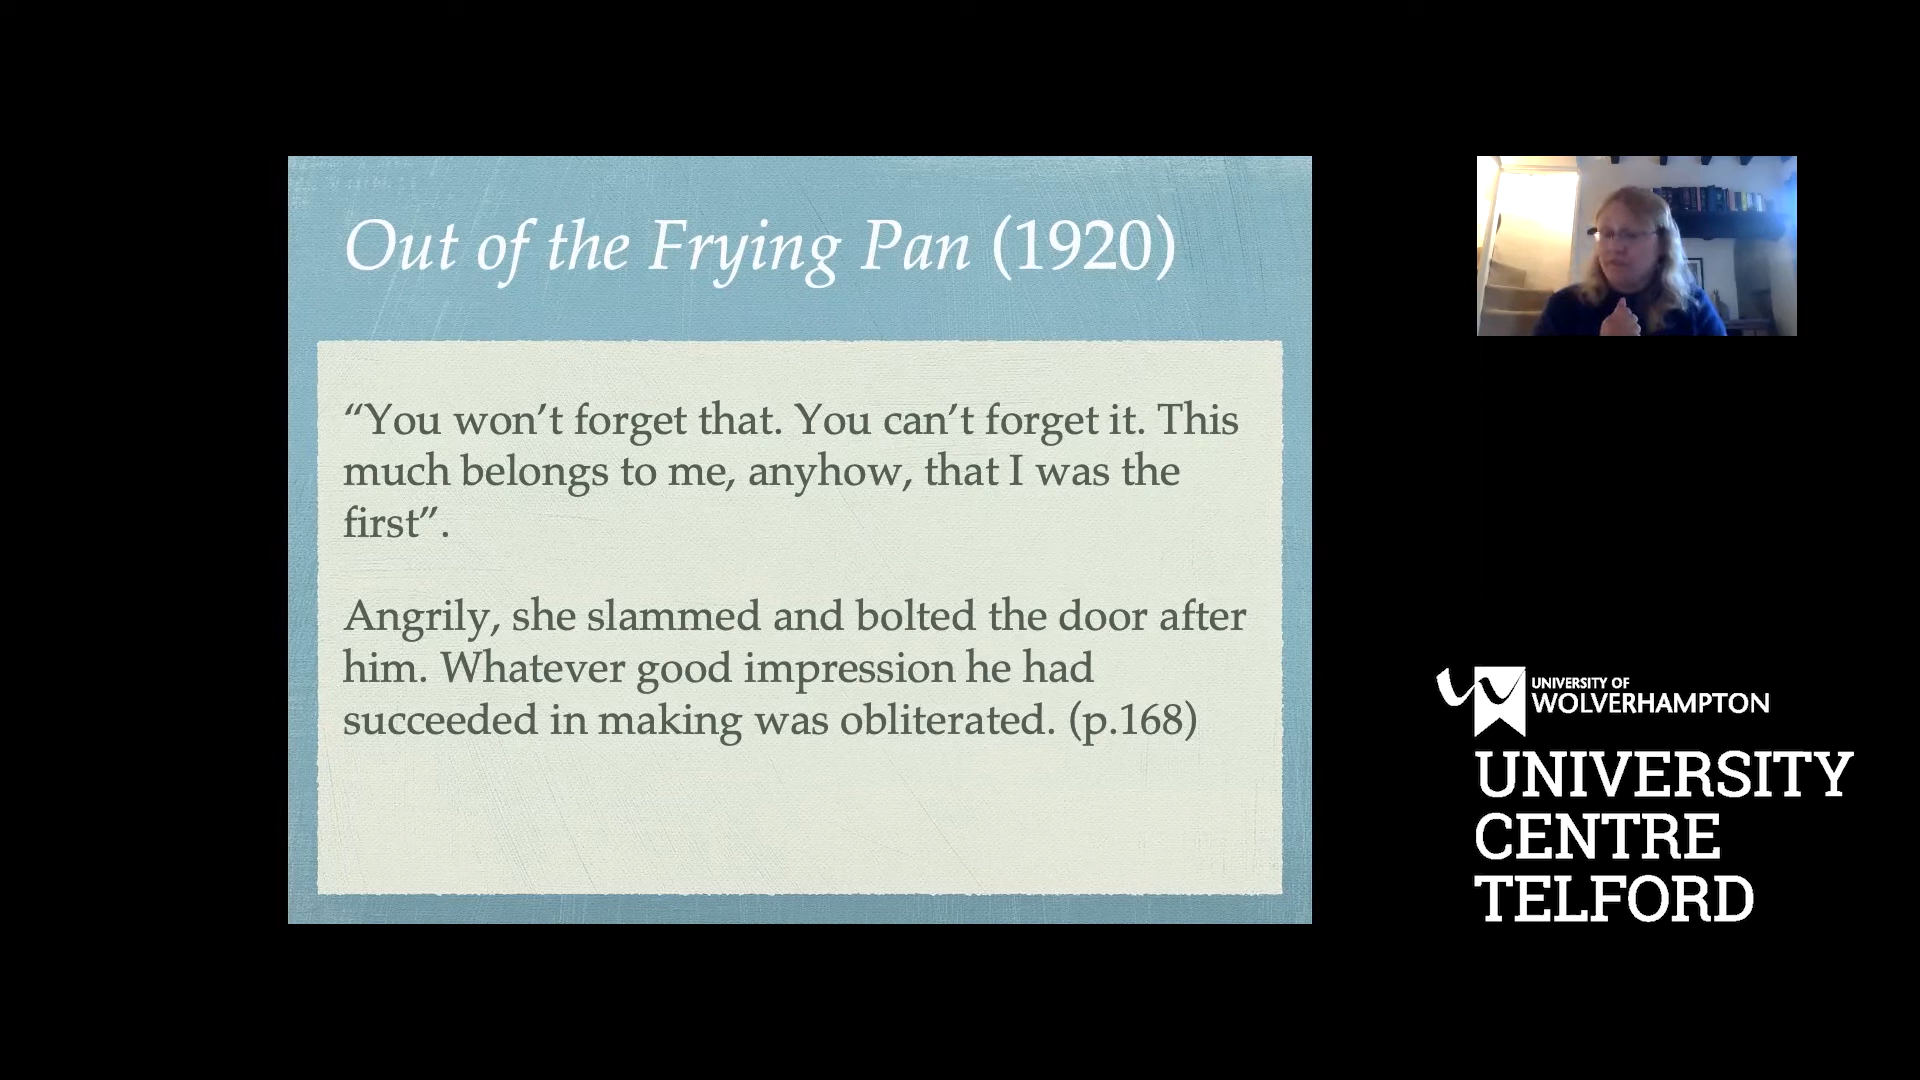 Out of the Frying Pan (1920)
“You won’t forget that. You can’t forget it. This
much belongs to me, anyhow, that I was the
first”.
Angrily, she slammed and bolted the door after
him. Whatever good impression he had
succeeded in making was obliterated. (p.168)
UNIVERSITY OF
WOLVERHAMPTON
UNIVERSITY
CENTRE
TELFORD